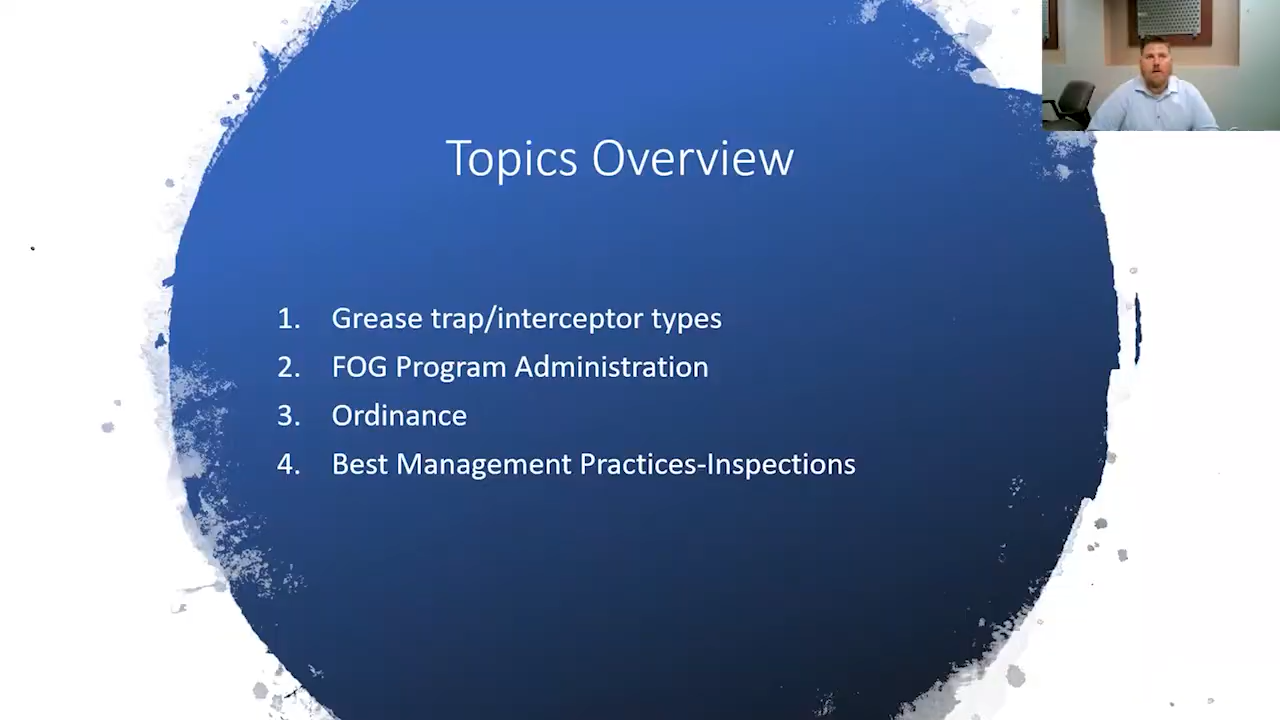 Topics Overview
1. Grease trap/interceptor types
2. FOG Program Administration
3. Ordinance
4. Best Management Practices-Inspections